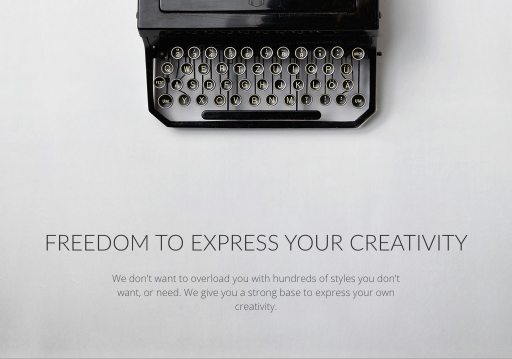 Q W E R T Z U I O P U
A S D F G H J K L O A
Y X C V B N M
FREEDOM TO EXPRESS YOUR CREATIVITY
We don't want to overload you with hundreds of styles you don't
want, or need. We give you a strong base to express your own
creativity.